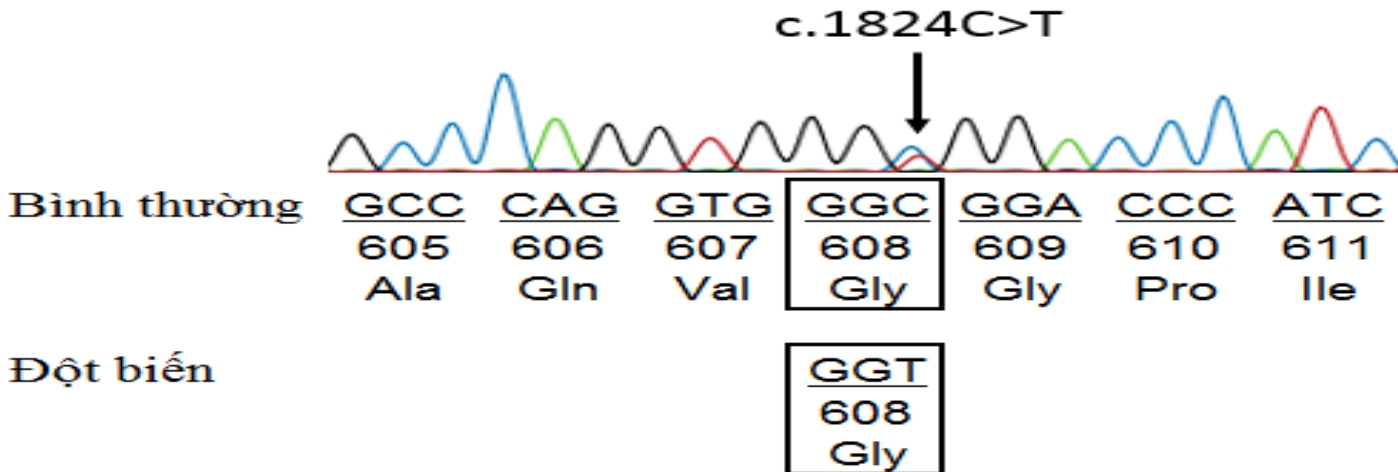 c.1824C>T
Bình thường GCC CAG GTG GGC GGA CCC ATC
605 606 607 608 609 610 611
Ala Gln Val Gly Gly Pro Ile
Đột biến GGT
608
Gly